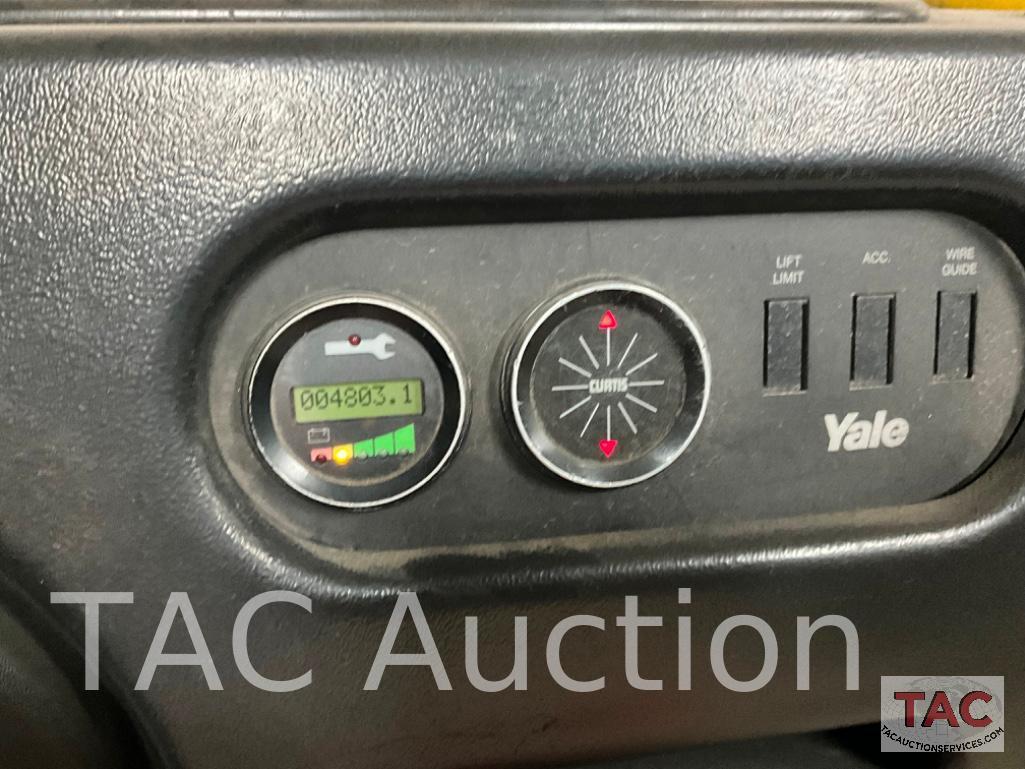 LIFT
LIMIT
ACC.
WIRE
GUIDE
004803.1
CURTIS
Yale
TAC Auction
TAC
TACAUCTIONSERVICES.COM